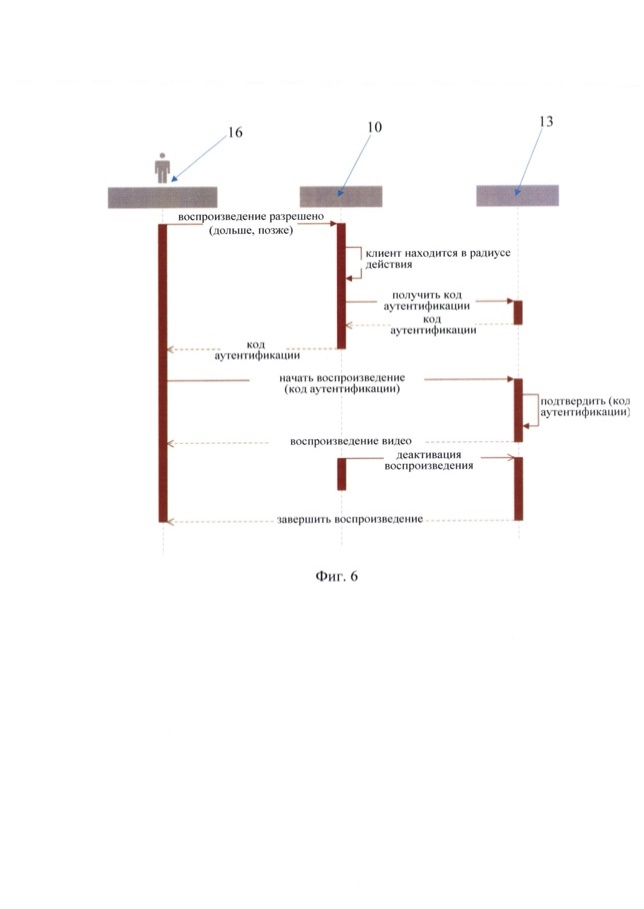 16
10
13
воспроизведение разрешено
(дольше, позже)
клиент находится в радиусе
действия
получить код
аутентификации
код
аутентификации
код
аутентификации
начать воспроизведение
(код аутентификации)
подтвердить (код
аутентификации)
воспроизведение видео
деактивация
воспроизведения
завершить воспроизведение
Фиг. 6